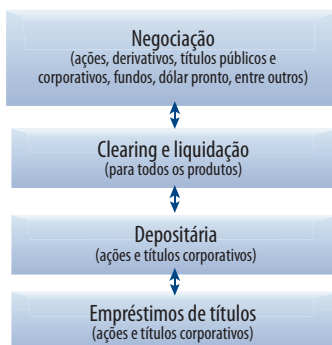 Negociação
(ações, derivativos, títulos públicos e
corporativos, fundos, dólar pronto, entre outros)
Clearing e liquidação
(para todos os produtos)
Depositária
(ações e títulos corporativos)
Empréstimos de títulos
(ações e títulos corporativos)